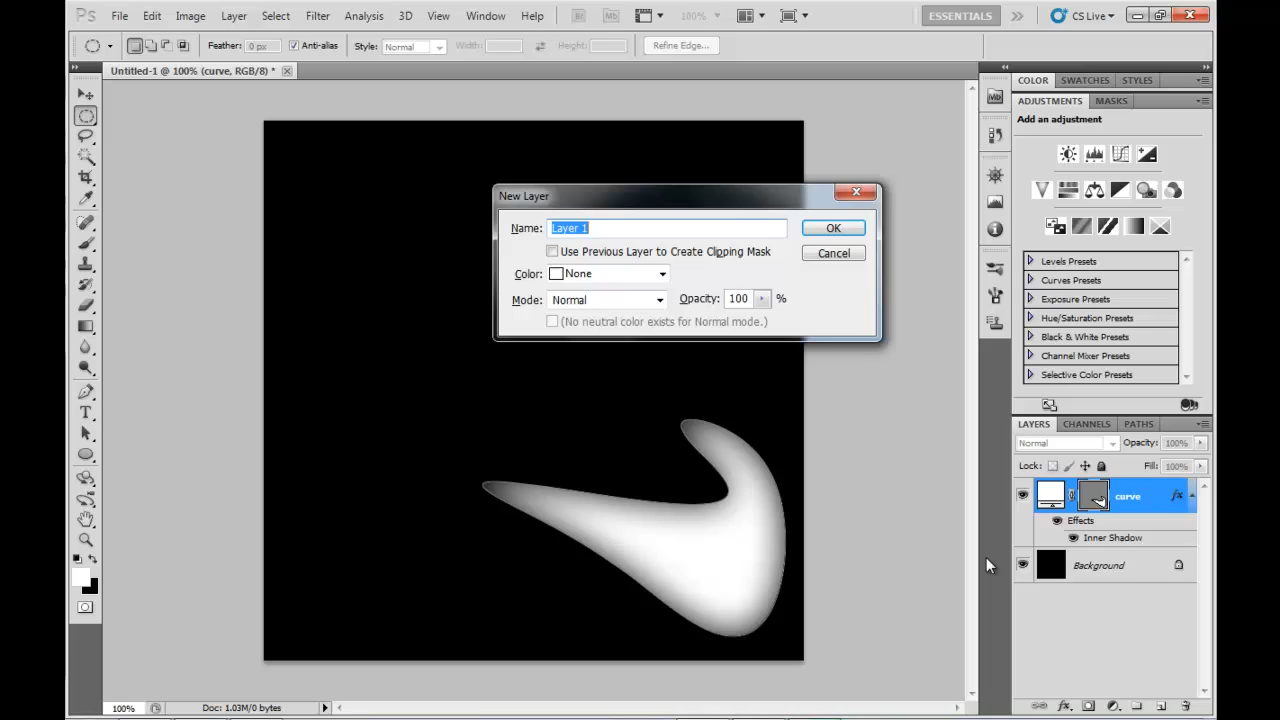 Ps File Edit Image Layer Select Filter Analysis 3D View Window Help Br Mb 100% ESSENTIALS CS Live
Feather: 0 px Anti-alias Style: Normal Width: Height: Refine Edge...
Untitled-1 @ 100% (curve, RGB/8) *
COLOR SWATCHES STYLES
Mb
ADJUSTMENTS MASKS
Add an adjustment
New Layer
Name: Layer 1 OK
Use Previous Layer to Create Clipping Mask Cancel
Color: None
Mode: Normal Opacity: 100 %
(No neutral color exists for Normal mode.)
Levels Presets
Curves Presets
Exposure Presets
Hue/Saturation Presets
Black & White Presets
Channel Mixer Presets
Selective Color Presets
LAYERS CHANNELS PATHS
Normal Opacity: 100%
Lock: Fill: 100%
curve fx
Effects
Inner Shadow
Background
T
100% Doc: 1.03M/0 bytes
fx